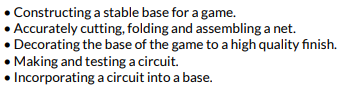 • Constructing a stable base for a game.
• Accurately cutting, folding and assembling a net.
• Decorating the base of the game to a high quality finish.
• Making and testing a circuit.
• Incorporating a circuit into a base.